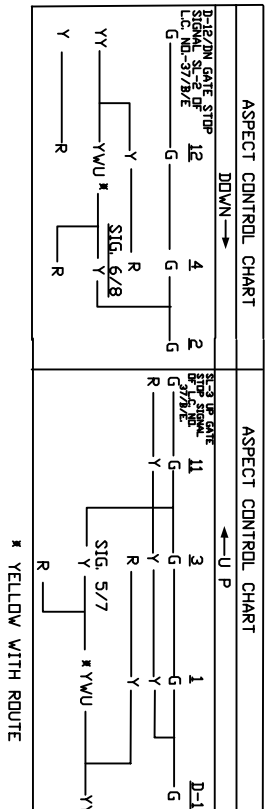 ASPECT CONTROL CHART
DOWN
D-12/DN GATE STOP
SIGNAL SL-2 OF
L.C. NO.-37/B/E
12 4 2
G G G G
Y R
SIG. 6/8
YY YWU * Y
Y R R
ASPECT CONTROL CHART
U P
SL-3 UP GATE
STOP SIGNAL
OF L.C. NO.
37/B/E
11 3 1 D-1
G G G G
R Y Y Y
R Y
SIG. 5/7
Y *YWU YY
R
* YELLOW WITH ROUTE